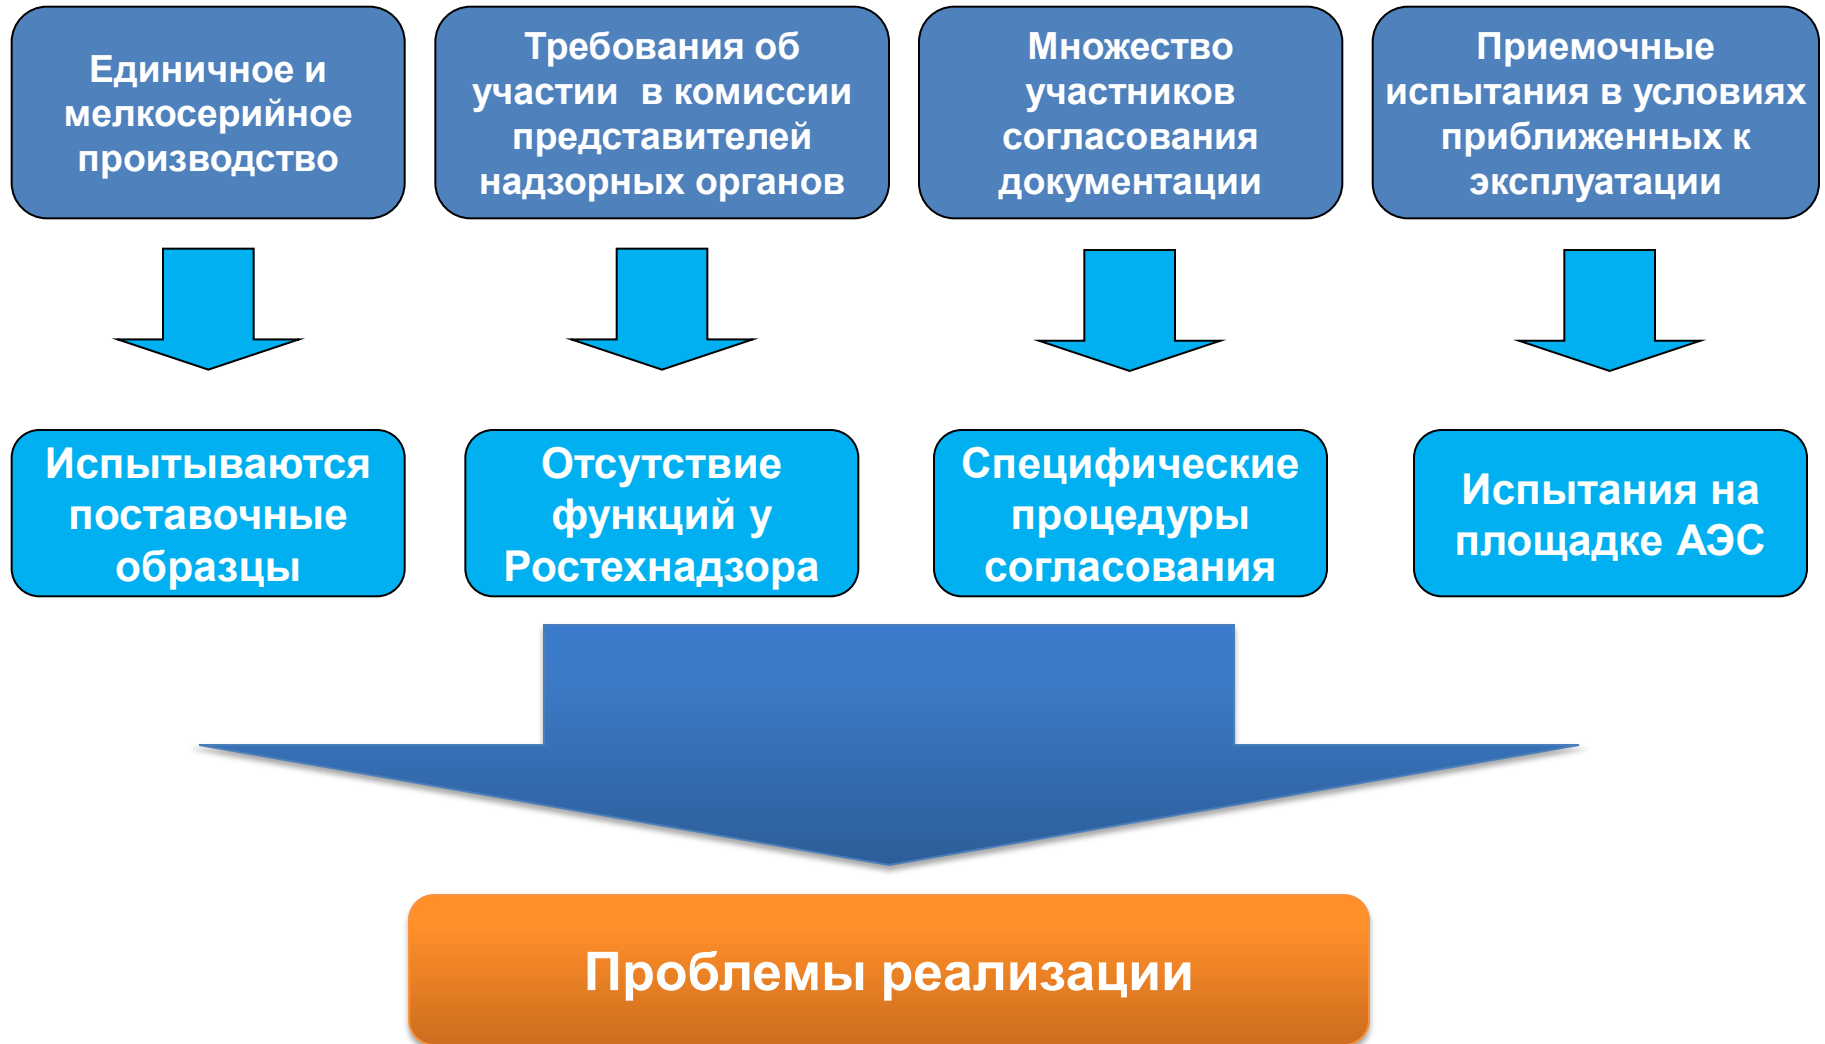 Единичное и
мелкосерийное
производство
Требования об
участии в комиссии
представителей
надзорных органов
Множество
участников
согласования
документации
Приемочные
испытания в условиях
приближенных к
эксплуатации
Испытываются
поставочные
образцы
Отсутствие
функций у
Ростехнадзора
Специфические
процедуры
согласования
Испытания на
площадке АЭС
Проблемы реализации